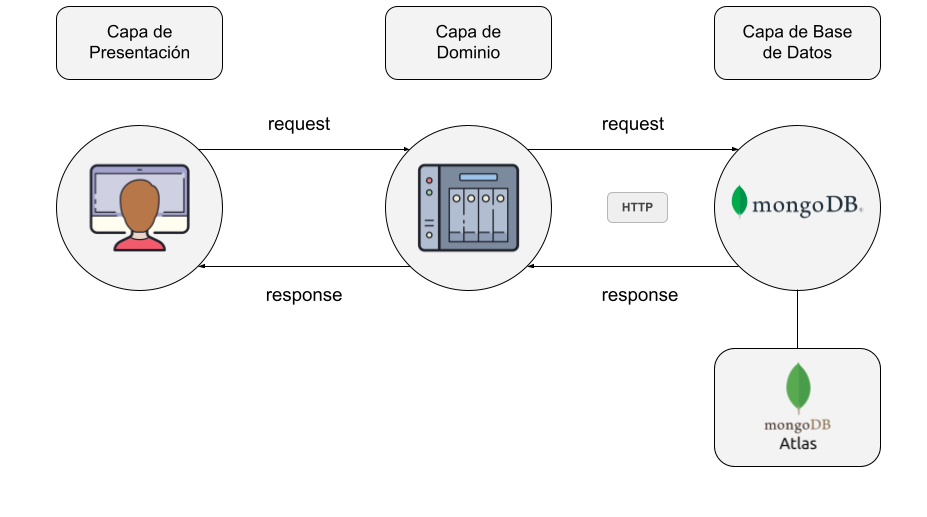 Capa de
Presentación
Capa de
Dominio
Capa de Base
de Datos
request
request
HTTP
mongoDB®
response
response
mongoDB
Atlas